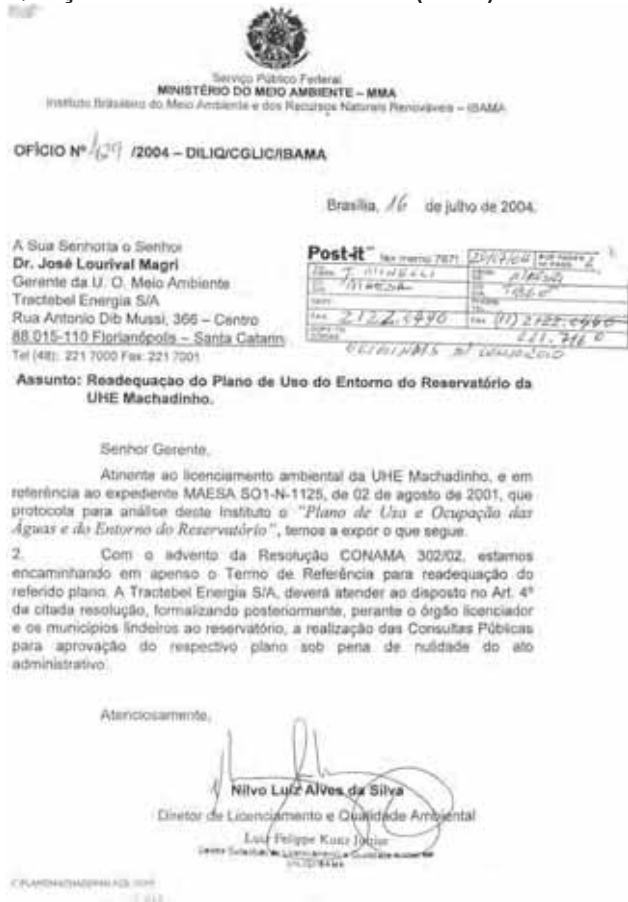 Serviço Público Federal
MINISTÉRIO DO MEIO AMBIENTE – MMA
Instituto Brasileiro do Meio Ambiente e dos Recursos Naturais Renováveis – IBAMA
OFÍCIO Nº /2004 – DILIQ/CGLIC/IBAMA
Brasília, 16 de julho de 2004.
A Sua Senhoria o Senhor
Dr. José Lourival Magri
Gerente da U. O. Meio Ambiente
Tractebel Energia S/A
Rua Antonio Dib Mussi, 366 – Centro
88.015-110 Florianópolis – Santa Catarin
Tel (48): 221 7000 Fax: 221 7001
Post-it™ fax memo 7671
MAESA
2122.0440
Assunto: Readequação do Plano de Uso do Entorno do Reservatório da
UHE Machadinho.
Senhor Gerente,
Atinente ao licenciamento ambiental da UHE Machadinho, e em
referência ao expediente MAESA SO1-N-1125, de 02 de agosto de 2001, que
protocola para análise deste Instituto o "Plano de Uso e Ocupação das
Águas e do Entorno do Reservatório", temos a expor o que segue.
2. Com o advento da Resolução CONAMA 302/02, estamos
encaminhando em apenso o Termo de Referência para readequação do
referido plano. A Tractebel Energia S/A, deverá atender ao disposto no Art. 4º
da citada resolução, formalizando posteriormente, perante o órgão licenciador
e os municípios lindeiros ao reservatório, a realização das Consultas Públicas
para aprovação do respectivo plano sob pena de nulidade do ato
administrativo.
Atenciosamente,
Nilvo Luiz Alves da Silva
Diretor de Licenciamento e Qualidade Ambiental
Luiz Felippe Kunz Júnior